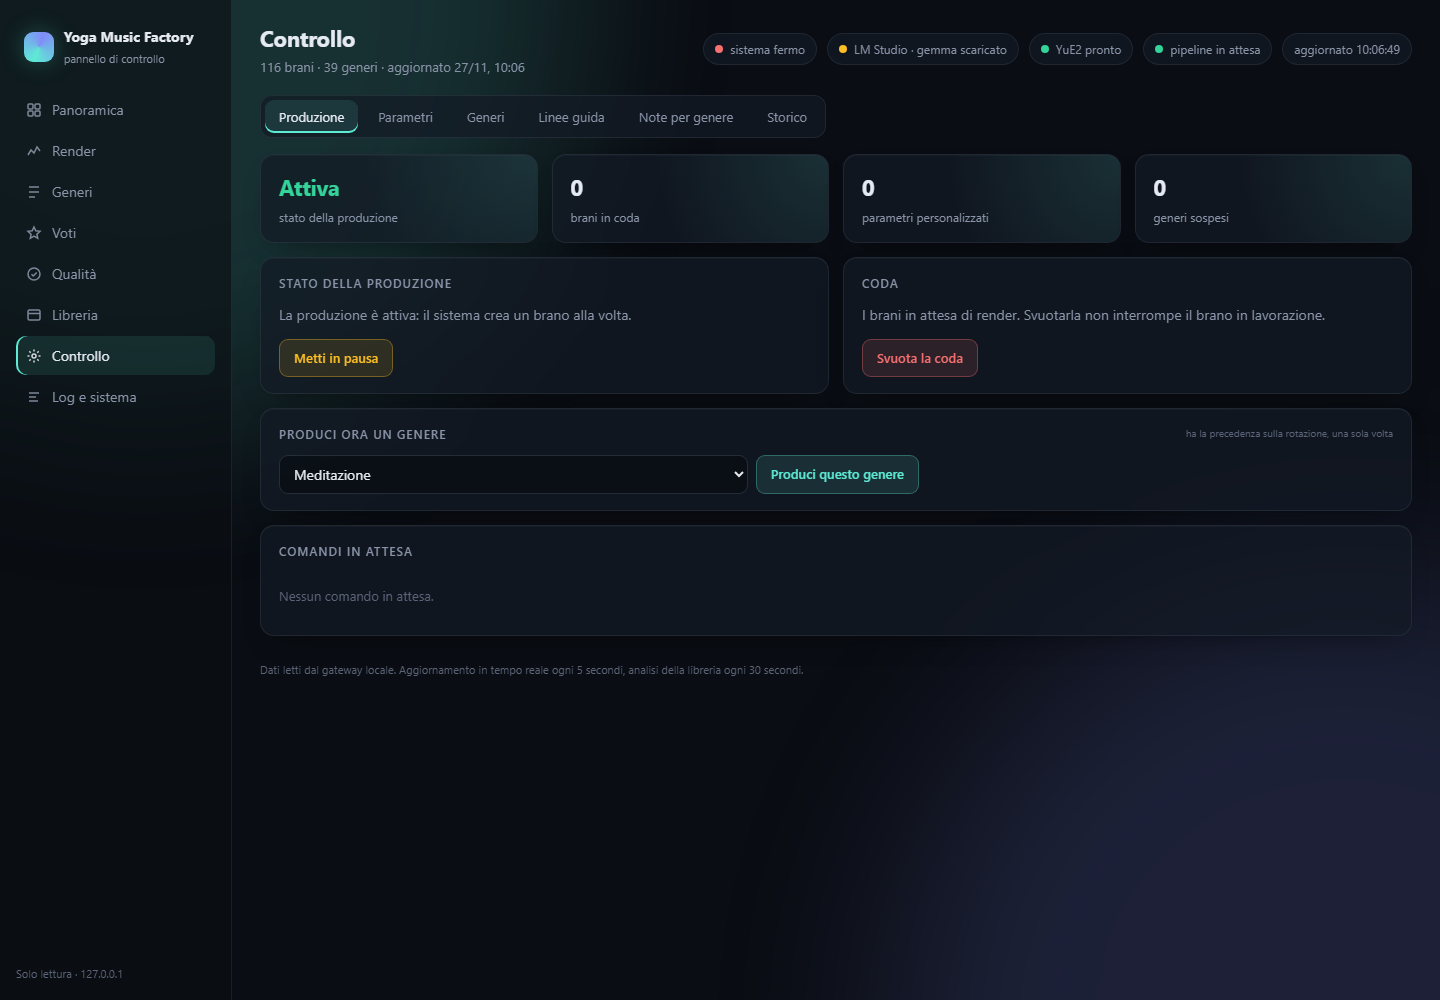 Yoga Music Factory
pannello di controllo
Panoramica
Render
Generi
Voti
Qualità
Libreria
Controllo
Log e sistema
Solo lettura · 127.0.0.1
Controllo
116 brani · 39 generi · aggiornato 27/11, 10:06
sistema fermo
LM Studio · gemma scaricato
YuE2 pronto
pipeline in attesa
aggiornato 10:06:49
Produzione
Parametri
Generi
Linee guida
Note per genere
Storico
Attiva
stato della produzione
0
brani in coda
0
parametri personalizzati
0
generi sospesi
STATO DELLA PRODUZIONE
La produzione è attiva: il sistema crea un brano alla volta.
Metti in pausa
CODA
I brani in attesa di render. Svuotarla non interrompe il brano in lavorazione.
Svuota la coda
PRODUCI ORA UN GENERE
ha la precedenza sulla rotazione, una sola volta
Meditazione
Produci questo genere
COMANDI IN ATTESA
Nessun comando in attesa.
Dati letti dal gateway locale. Aggiornamento in tempo reale ogni 5 secondi, analisi della libreria ogni 30 secondi.